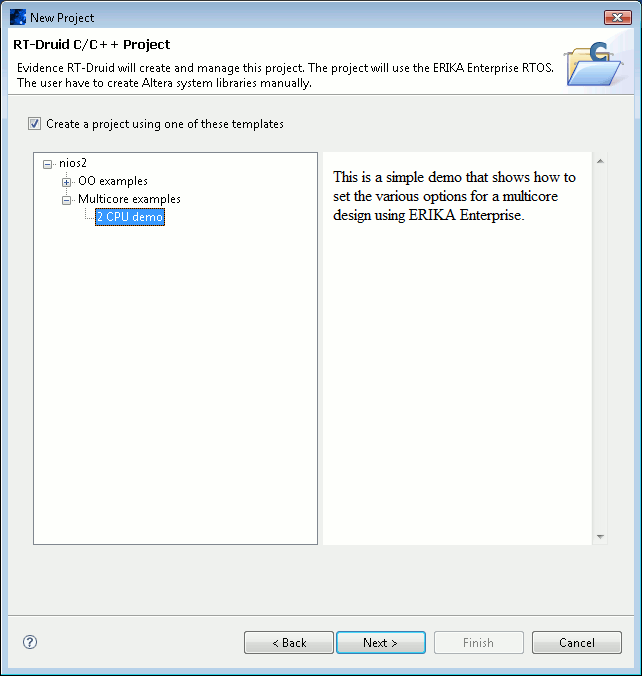 New Project
RT-Druid C/C++ Project
Evidence RT-Druid will create and manage this project. The project will use the ERIKA Enterprise RTOS.
The user have to create Altera system libraries manually.
Create a project using one of these templates
nios2
OO examples
Multicore examples
2 CPU demo
This is a simple demo that shows how to
set the various options for a multicore
design using ERIKA Enterprise.
?
< Back
Next >
Finish
Cancel